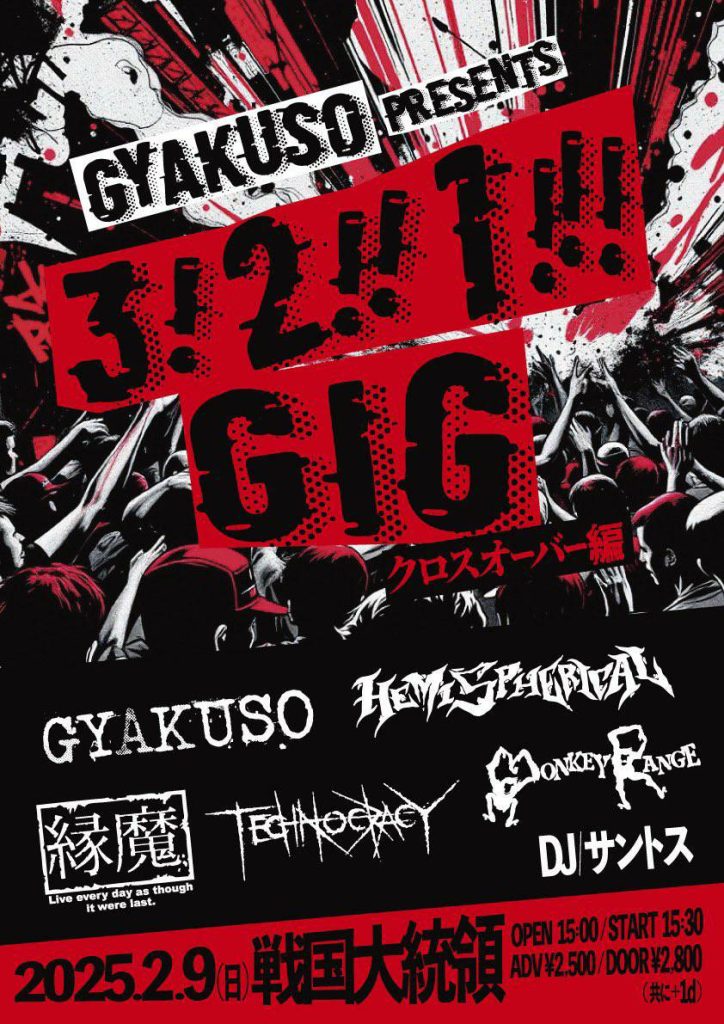 GYAKUSO PRESENTS
3! 2!! 1!!!
GIG
クロスオーバー編
GYAKUSO
HEMISPHERICAL
縁魔
Live every day as though
it were last.
TECHNOCRACY
MONKEY RANGE
DJ/サントス
2025.2.9(日)戦国大統領
OPEN 15:00/START 15:30
ADV¥2.500/DOOR¥2.800
(共に+1d)